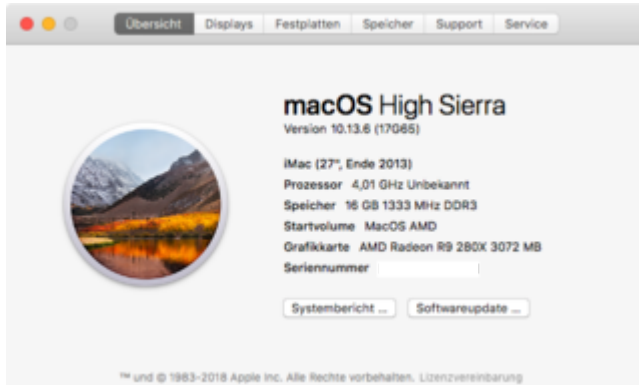 Übersicht Displays Festplatten Speicher Support Service
macOS High Sierra
Version 10.13.6 (17G65)
iMac (27", Ende 2013)
Prozessor 4,01 GHz Unbekannt
Speicher 16 GB 1333 MHz DDR3
Startvolume MacOS AMD
Grafikkarte AMD Radeon R9 280X 3072 MB
Seriennummer
Systembericht ... Softwareupdate ...
™ und © 1983-2018 Apple Inc. Alle Rechte vorbehalten. Lizenzvereinbarung